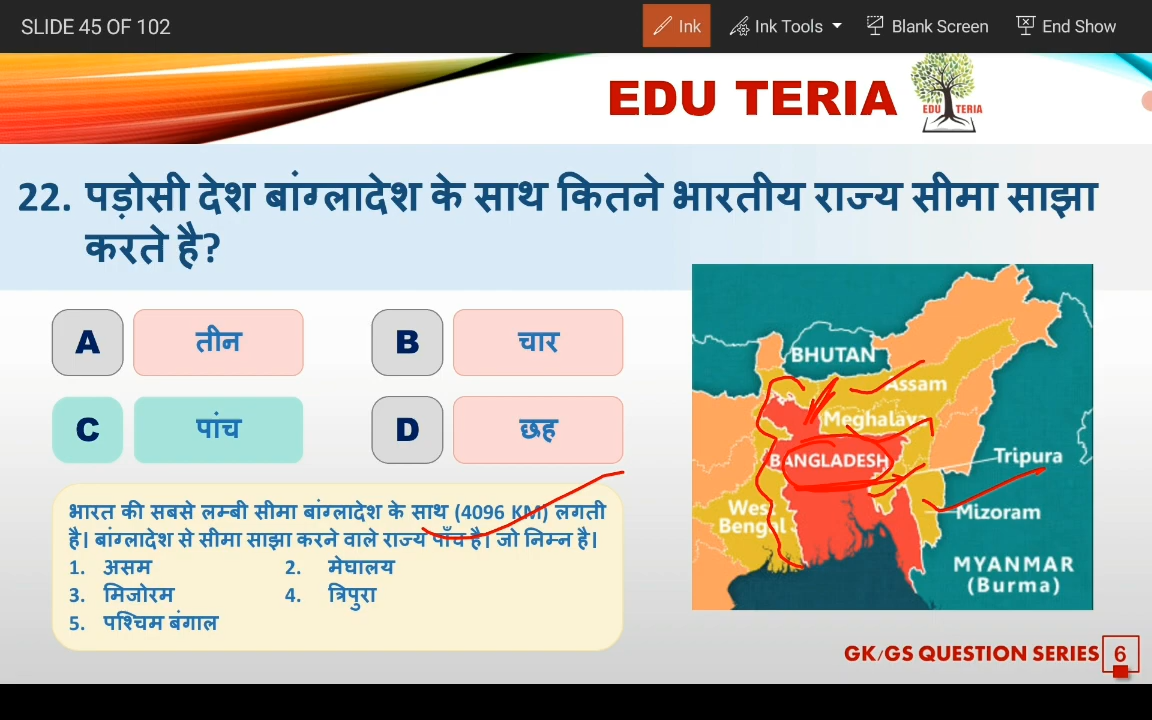 SLIDE 45 OF 102
Ink
Ink Tools
Blank Screen
End Show
EDU TERIA
EDU TERIA
22. पड़ोसी देश बांग्लादेश के साथ कितने भारतीय राज्य सीमा साझा
करते है?
A तीन
B चार
C पांच
D छह
भारत की सबसे लम्बी सीमा बांग्लादेश के साथ (4096 KM) लगती
है। बांग्लादेश से सीमा साझा करने वाले राज्य पाँच है। जो निम्न है।
1. असम 2. मेघालय
3. मिजोरम 4. त्रिपुरा
5. पश्चिम बंगाल
BHUTAN
Assam
Meghalaya
BANGLADESH
Tripura
West
Bengal
Mizoram
MYANMAR
(Burma)
GK/GS QUESTION SERIES 6